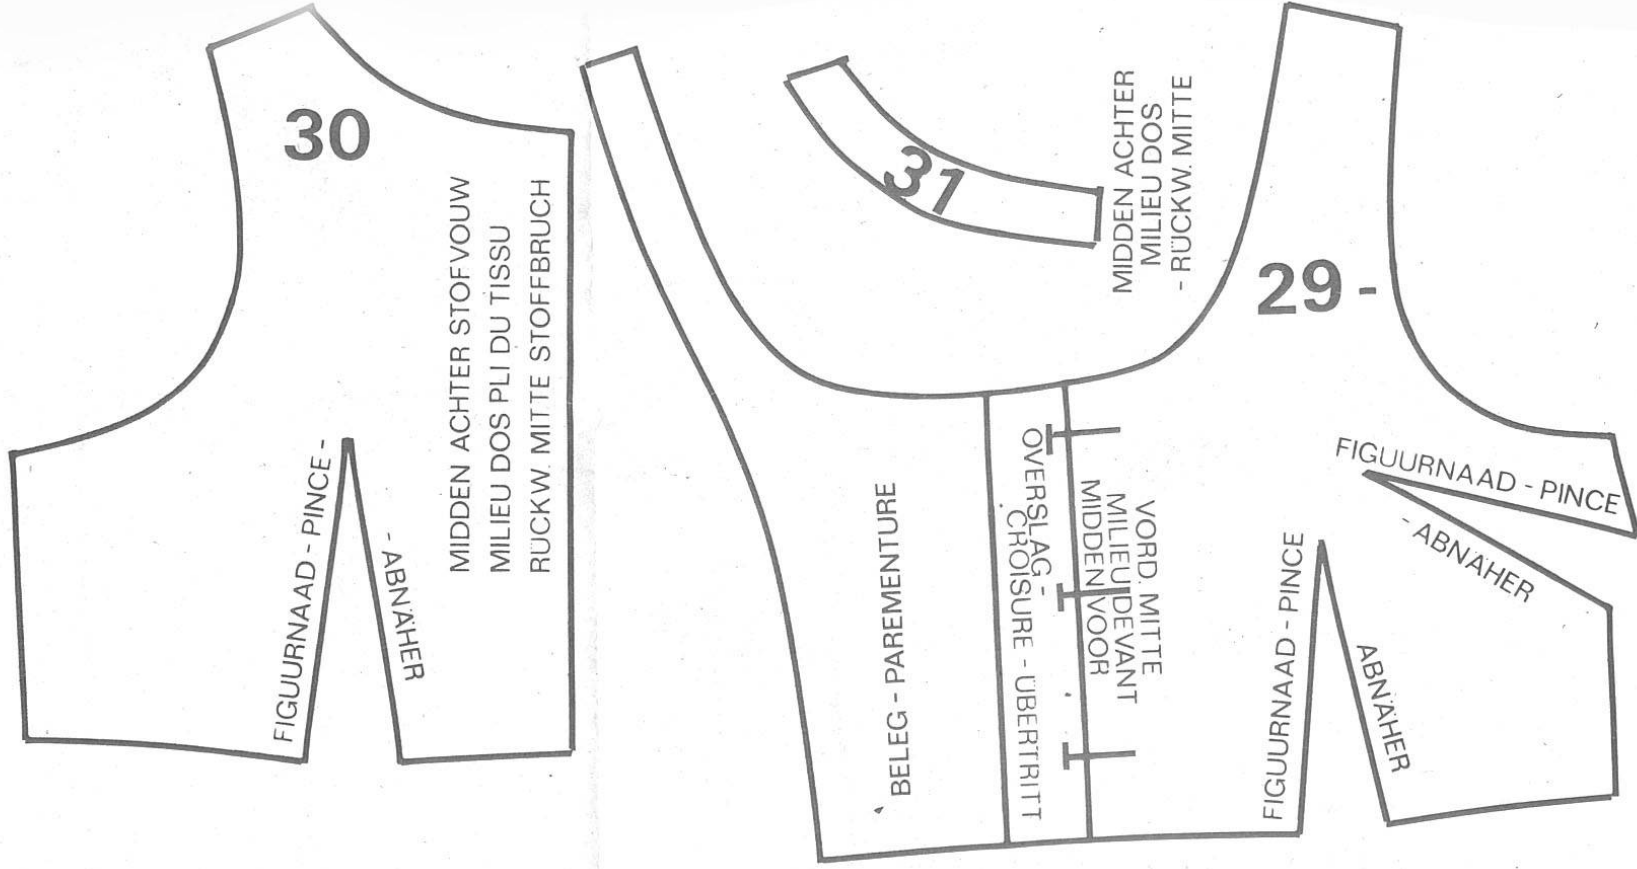 30
MIDDEN ACHTER STOFVOUW
MILIEU DOS PLI DU TISSU
RÜCKW. MITTE STOFFBRUCH
FIGUURNAAD - PINCE -
- ABNÄHER
31
MIDDEN ACHTER
MILIEU DOS
- RÜCKW. MITTE
29 -
BELEG - PAREMENTURE
OVERSLAG -
CROISURE - ÜBERTRITT
VORD. MITTE
MILIEU DEVANT
MIDDEN VOOR
FIGUURNAAD - PINCE
- ABNÄHER
FIGUURNAAD - PINCE
ABNÄHER